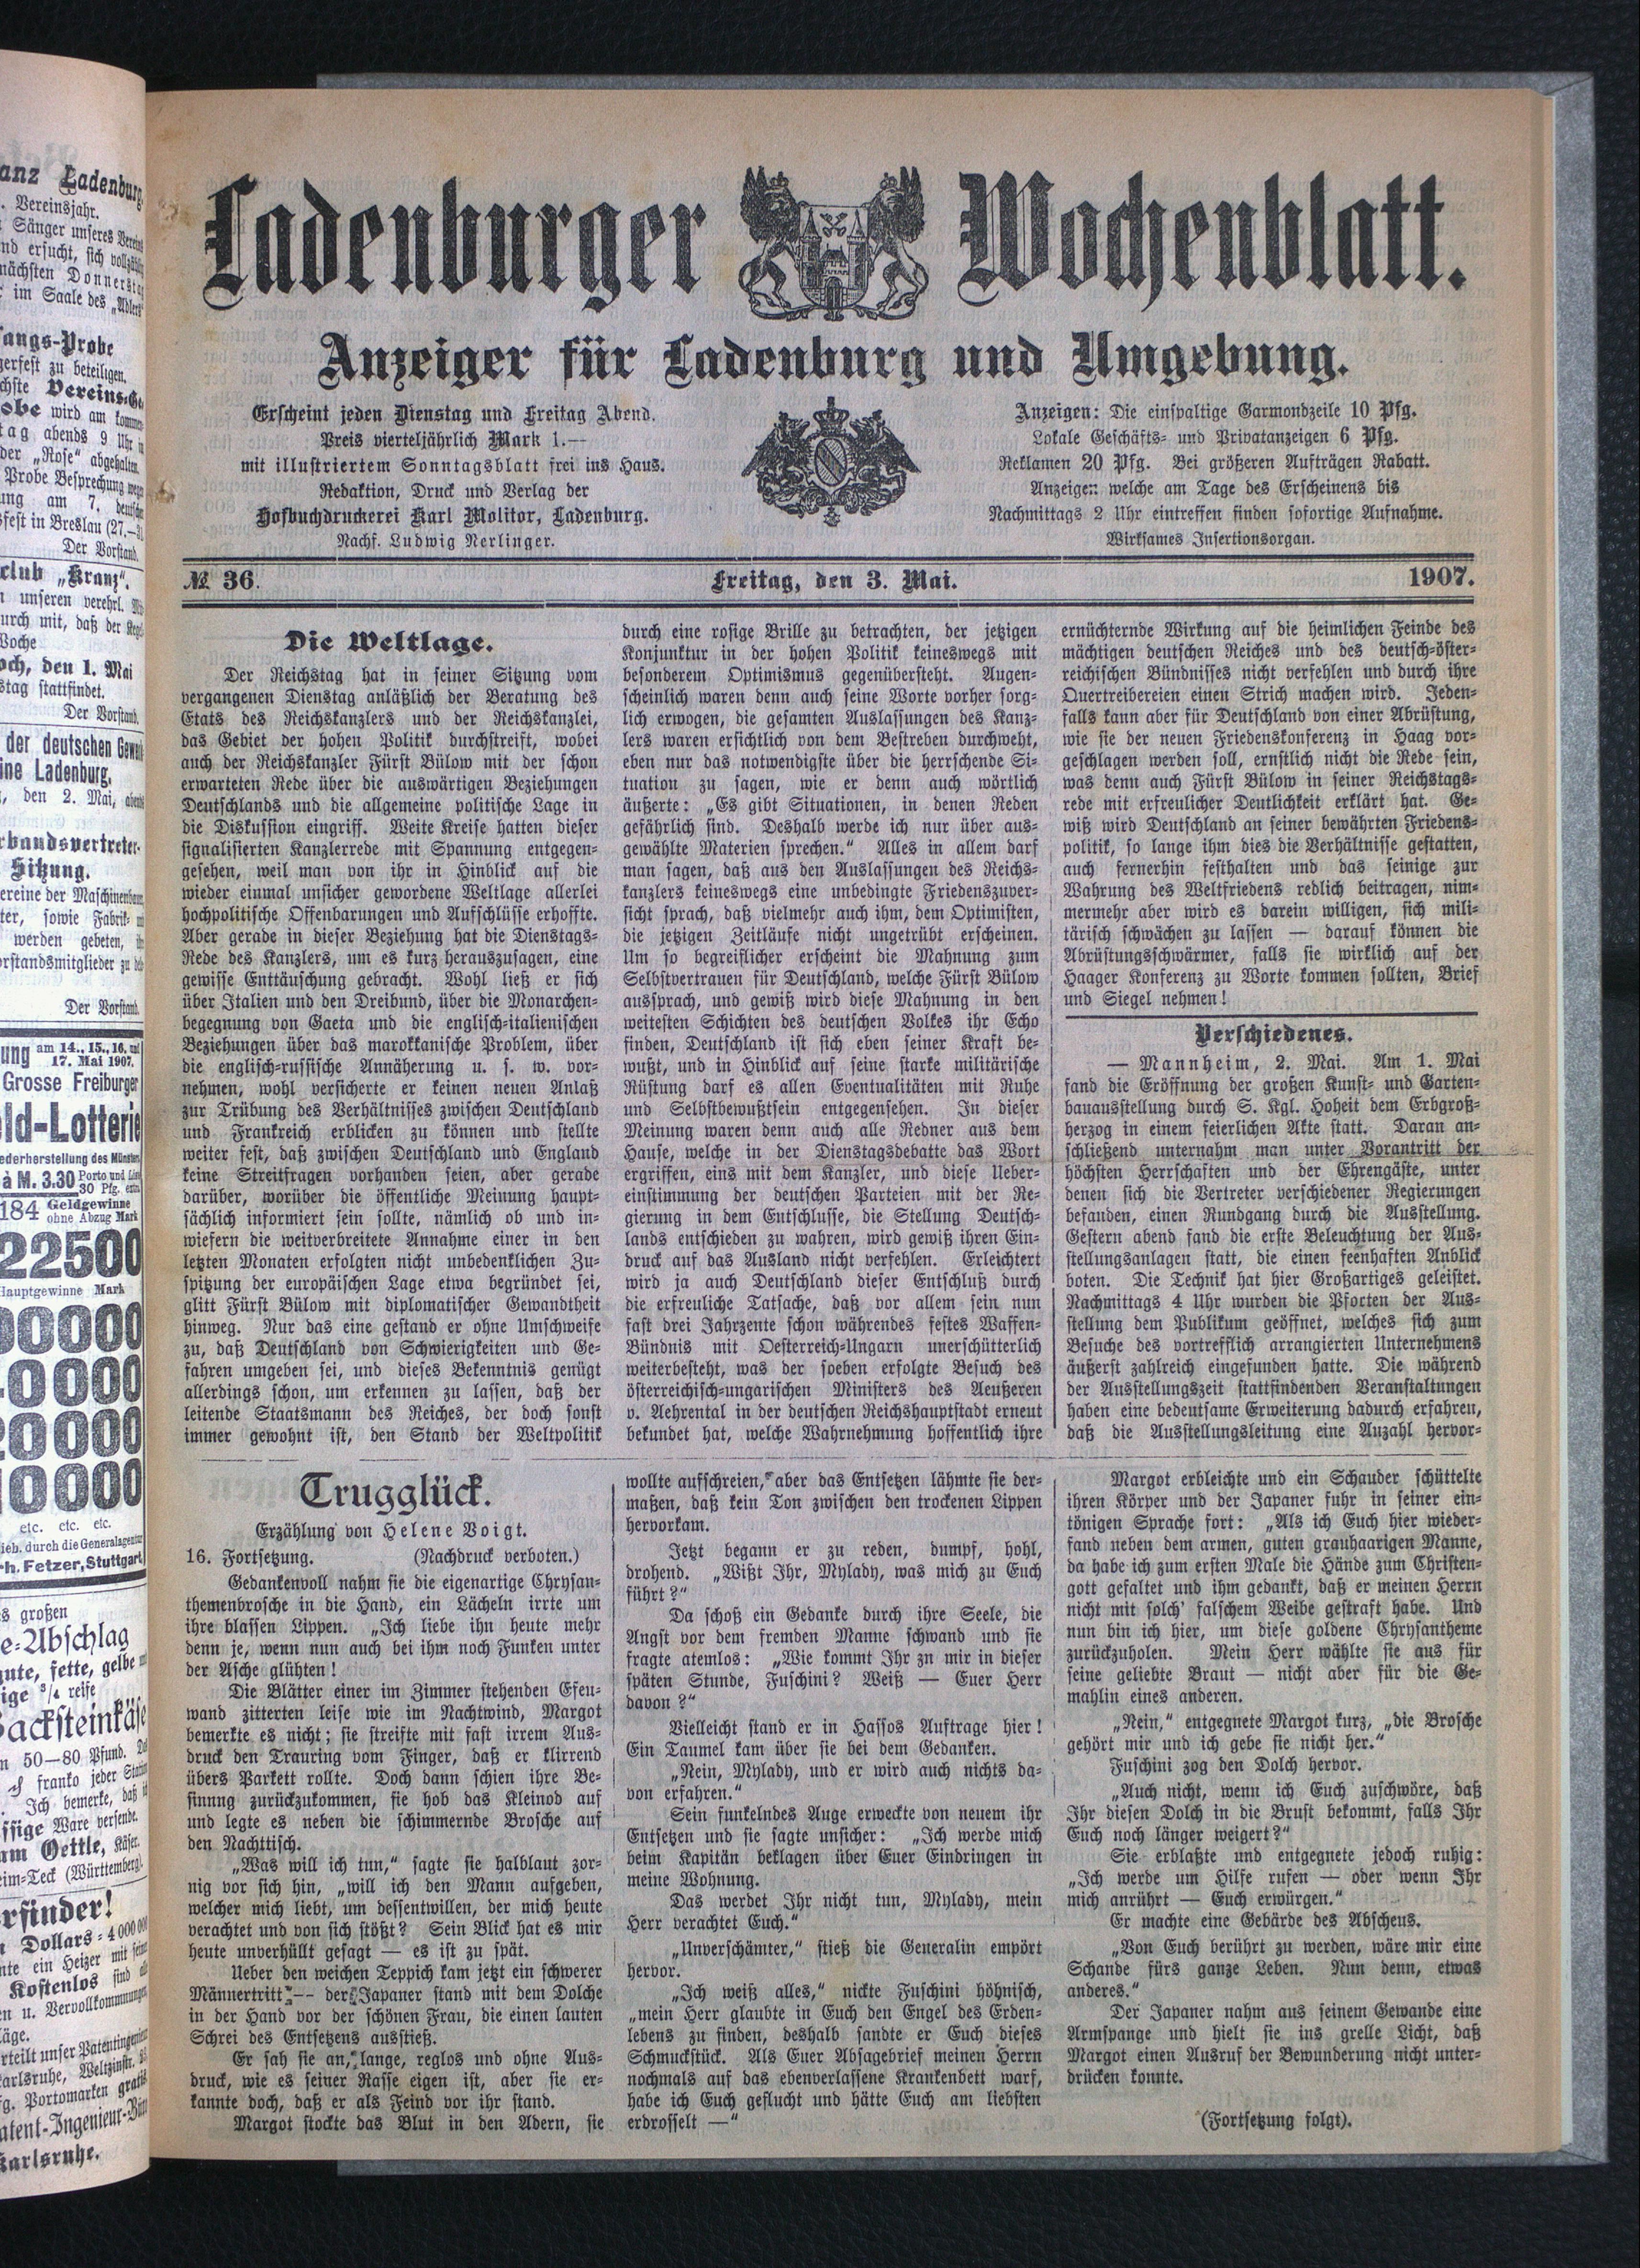 Ladenburger Wochenblatt.
Anzeiger für Ladenburg und Umgebung.
Erscheint jeden Dienstag und Freitag Abend.
Preis vierteljährlich Mark 1.—
mit illustriertem Sonntagsblatt frei ins Haus.
Redaktion, Druck und Verlag der
Hofbuchdruckerei Karl Molitor, Ladenburg.
Nachf. Ludwig Nerlinger.
Anzeigen: Die einspaltige Garmondzeile 10 Pfg.
Lokale Geschäfts- und Privatanzeigen 6 Pfg.
Reklamen 20 Pfg. Bei größeren Aufträgen Rabatt.
Anzeigen welche am Tage des Erscheinens bis
Nachmittags 2 Uhr eintreffen finden sofortige Aufnahme.
Wirksames Insertionsorgan.
№ 36. Freitag, den 3. Mai. 1907.
Die Weltlage.
Der Reichstag hat in seiner Sitzung vom
vergangenen Dienstag anläßlich der Beratung des
Etats des Reichskanzlers und der Reichskanzlei,
das Gebiet der hohen Politik durchstreift, wobei
auch der Reichskanzler Fürst Bülow mit der schon
erwarteten Rede über die auswärtigen Beziehungen
Deutschlands und die allgemeine politische Lage in
die Diskussion eingriff. Weite Kreise hatten dieser
signalisierten Kanzlerrede mit Spannung entgegen-
gesehen, weil man von ihr in Hinblick auf die
wieder einmal unsicher gewordene Weltlage allerlei
hochpolitische Offenbarungen und Aufschlüsse erhoffte.
Aber gerade in dieser Beziehung hat die Dienstags-
Rede des Kanzlers, um es kurz herauszusagen, eine
gewisse Enttäuschung gebracht. Wohl ließ er sich
über Italien und den Dreibund, über die Monarchen-
begegnung von Gaeta und die englisch-italienischen
Beziehungen über das marokkanische Problem, über
die englisch-russische Annäherung u. s. w. vor-
nehmen, wohl versicherte er keinen neuen Anlaß
zur Trübung des Verhältnisses zwischen Deutschland
und Frankreich erblicken zu können und stellte
weiter fest, daß zwischen Deutschland und England
keine Streitfragen vorhanden seien, aber gerade
darüber, worüber die öffentliche Meinung haupt-
sächlich informiert sein sollte, nämlich ob und in-
wiefern die weitverbreitete Annahme einer in den
letzten Monaten erfolgten nicht unbedenklichen Zu-
spitzung der europäischen Lage etwa begründet sei,
glitt Fürst Bülow mit diplomatischer Gewandtheit
hinweg. Nur das eine gestand er ohne Umschweife
zu, daß Deutschland von Schwierigkeiten und Ge-
fahren umgeben sei, und dieses Bekenntnis genügt
allerdings schon, um erkennen zu lassen, daß der
leitende Staatsmann des Reiches, der doch sonst
immer gewohnt ist, den Stand der Weltpolitik
durch eine rosige Brille zu betrachten, der jetzigen
Konjunktur in der hohen Politik keineswegs mit
besonderem Optimismus gegenübersteht. Augen-
scheinlich waren denn auch seine Worte vorher sorg-
lich erwogen, die gesamten Auslassungen des Kanz-
lers waren ersichtlich von dem Bestreben durchweht,
eben nur das notwendigste über die herrschende Si-
tuation zu sagen, wie er denn auch wörtlich
äußerte: „Es gibt Situationen, in denen Reden
gefährlich sind. Deshalb werde ich nur über aus-
gewählte Materien sprechen.“ Alles in allem darf
man sagen, daß aus den Auslassungen des Reichs-
kanzlers keineswegs eine unbedingte Friedenszuver-
sicht sprach, daß vielmehr auch ihm, dem Optimisten,
die jetzigen Zeitläufe nicht ungetrübt erscheinen.
Um so begreiflicher erscheint die Mahnung zum
Selbstvertrauen für Deutschland, welche Fürst Bülow
aussprach, und gewiß wird diese Mahnung in den
weitesten Schichten des deutschen Volkes ihr Echo
finden, Deutschland ist sich eben seiner Kraft be-
wußt, und in Hinblick auf seine starke militärische
Rüstung darf es allen Eventualitäten mit Ruhe
und Selbstbewußtsein entgegensehen. In dieser
Meinung waren denn auch alle Redner aus dem
Hause, welche in der Dienstagsdebatte das Wort
ergriffen, eins mit dem Kanzler, und diese Ueber-
einstimmung der deutschen Parteien mit der Re-
gierung in dem Entschlusse, die Stellung Deutsch-
lands entschieden zu wahren, wird gewiß ihren Ein-
druck auf das Ausland nicht verfehlen. Erleichtert
wird ja auch Deutschland dieser Entschluß durch
die erfreuliche Tatsache, daß vor allem sein nun
fast drei Jahrzente schon währendes festes Waffen-
Bündnis mit Oesterreich-Ungarn unerschütterlich
weiterbesteht, was der soeben erfolgte Besuch des
österreichisch-ungarischen Ministers des Aeußeren
v. Aehrental in der deutschen Reichshauptstadt erneut
bekundet hat, welche Wahrnehmung hoffentlich ihre
ernüchternde Wirkung auf die heimlichen Feinde des
mächtigen deutschen Reiches und des deutsch-öster-
reichischen Bündnisses nicht verfehlen und durch ihre
Quertreibereien einen Strich machen wird. Jeden-
falls kann aber für Deutschland von einer Abrüstung,
wie sie der neuen Friedenskonferenz in Haag vor-
geschlagen werden soll, ernstlich nicht die Rede sein,
was denn auch Fürst Bülow in seiner Reichstags-
rede mit erfreulicher Deutlichkeit erklärt hat. Ge-
wiß wird Deutschland an seiner bewährten Friedens-
politik, so lange ihm dies die Verhältnisse gestatten,
auch fernerhin festhalten und das seinige zur
Wahrung des Weltfriedens redlich beitragen, nim-
mermehr aber wird es darein willigen, sich mili-
tärisch schwächen zu lassen — darauf können die
Abrüstungsschwärmer, falls sie wirklich auf der
Haager Konferenz zu Worte kommen sollten, Brief
und Siegel nehmen!
Verschiedenes.
— Mannheim, 2. Mai. Am 1. Mai
fand die Eröffnung der großen Kunst- und Garten-
bauausstellung durch S. Kgl. Hoheit dem Erbgroß-
herzog in einem feierlichen Akte statt. Daran an-
schließend unternahm man unter Vorantritt der
höchsten Herrschaften und der Ehrengäste, unter
denen sich die Vertreter verschiedener Regierungen
befanden, einen Rundgang durch die Ausstellung.
Gestern abend fand die erste Beleuchtung der Aus-
stellungsanlagen statt, die einen feenhaften Anblick
boten. Die Technik hat hier Großartiges geleistet.
Nachmittags 4 Uhr wurden die Pforten der Aus-
stellung dem Publikum geöffnet, welches sich zum
Besuche des vortrefflich arrangierten Unternehmens
äußerst zahlreich eingefunden hatte. Die während
der Ausstellungszeit stattfindenden Veranstaltungen
haben eine bedeutsame Erweiterung dadurch erfahren,
daß die Ausstellungsleitung eine Anzahl hervor-
Trugglück.
Erzählung von Helene Voigt.
16. Fortsetzung. (Nachdruck verboten.)
Gedankenvoll nahm sie die eigenartige Chrysan-
themenbrosche in die Hand, ein Lächeln irrte um
ihre blassen Lippen. „Ich liebe ihn heute mehr
denn je, wenn nun auch bei ihm noch Funken unter
der Asche glühten!
Die Blätter einer im Zimmer stehenden Efeu-
wand zitterten leise wie im Nachtwind, Margot
bemerkte es nicht; sie streifte mit fast irrem Aus-
druck den Trauring vom Finger, daß er klirrend
übers Parkett rollte. Doch dann schien ihre Be-
sinnung zurückzukommen, sie hob das Kleinod auf
und legte es neben die schimmernde Brosche auf
den Nachttisch.
„Was will ich tun,“ sagte sie halblaut zor-
nig vor sich hin, „will ich den Mann aufgeben,
welcher mich liebt, um dessentwillen, der mich heute
verachtet und von sich stößt? Sein Blick hat es mir
heute unverhüllt gesagt — es ist zu spät.
Ueber den weichen Teppich kam jetzt ein schwerer
Männertritt — der Japaner stand mit dem Dolche
in der Hand vor der schönen Frau, die einen lauten
Schrei des Entsetzens ausstieß.
Er sah sie an, lange, reglos und ohne Aus-
druck, wie es seiner Rasse eigen ist, aber sie er-
kannte doch, daß er als Feind vor ihr stand.
Margot stockte das Blut in den Adern, sie
wollte aufschreien, aber das Entsetzen lähmte sie der-
maßen, daß kein Ton zwischen den trockenen Lippen
hervorkam.
Jetzt begann er zu reden, dumpf, hohl,
drohend. „Wißt Ihr, Mylady, was mich zu Euch
führt?“
Da schoß ein Gedanke durch ihre Seele, die
Angst vor dem fremden Manne schwand und sie
fragte atemlos: „Wie kommt Ihr zu mir in dieser
späten Stunde, Fuschini? Weiß — Euer Herr
davon?“
Vielleicht stand er in Hassos Auftrage hier!
Ein Taumel kam über sie bei dem Gedanken.
„Nein, Mylady, und er wird auch nichts da-
von erfahren.“
Sein funkelndes Auge erweckte von neuem ihr
Entsetzen und sie sagte unsicher: „Ich werde mich
beim Kapitän beklagen über Euer Eindringen in
meine Wohnung.
Das werdet Ihr nicht tun, Mylady, mein
Herr verachtet Euch.“
„Unverschämter,“ stieß die Generalin empört
hervor.
„Ich weiß alles,“ nickte Fuschini höhnisch,
„mein Herr glaubte in Euch den Engel des Erden-
lebens zu finden, deshalb sandte er Euch dieses
Schmuckstück. Als Euer Absagebrief meinen Herrn
nochmals auf das ebenverlassene Krankenbett warf,
habe ich Euch geflucht und hätte Euch am liebsten
erdrosselt —“
Margot erbleichte und ein Schauder schüttelte
ihren Körper und der Japaner fuhr in seiner ein-
tönigen Sprache fort: „Als ich Euch hier wieder-
fand neben dem armen, guten grauhaarigen Manne,
da habe ich zum ersten Male die Hände zum Christen-
gott gefaltet und ihm gedankt, daß er meinen Herrn
nicht mit solch' falschem Weibe gestraft habe. Und
nun bin ich hier, um diese goldene Chrysantheme
zurückzuholen. Mein Herr wählte sie aus für
seine geliebte Braut — nicht aber für die Ge-
mahlin eines anderen.
„Nein,“ entgegnete Margot kurz, „die Brosche
gehört mir und ich gebe sie nicht her.“
Fuschini zog den Dolch hervor.
„Auch nicht, wenn ich Euch zuschwöre, daß
Ihr diesen Dolch in die Brust bekommt, falls Ihr
Euch noch länger weigert?“
Sie erblaßte und entgegnete jedoch ruhig:
„Ich werde um Hilfe rufen — oder wenn Ihr
mich anrührt — Euch erwürgen.“
Er machte eine Gebärde des Abscheus.
„Von Euch berührt zu werden, wäre mir eine
Schande fürs ganze Leben. Nun denn, etwas
anderes.“
Der Japaner nahm aus seinem Gewande eine
Armspange und hielt sie ins grelle Licht, daß
Margot einen Ausruf der Bewunderung nicht unter-
drücken konnte.
(Fortsetzung folgt).